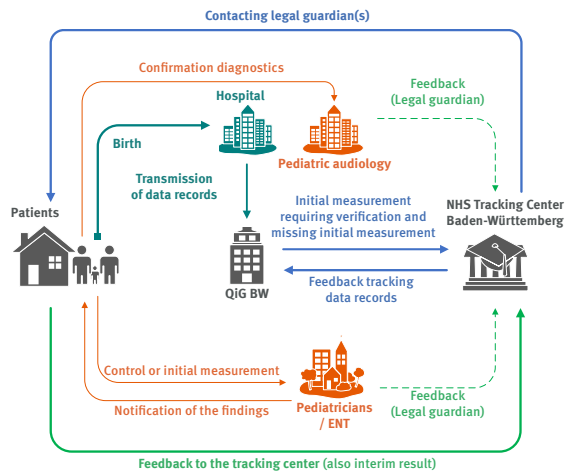 Contacting legal guardian(s)
Confirmation diagnostics
Feedback
(Legal guardian)
Hospital
Birth
Pediatric audiology
Transmission
of data records
Patients
Initial measurement
requiring verification and
missing initial measurement
NHS Tracking Center
Baden-Württemberg
QiG BW
Feedback tracking
data records
Control or initial measurement
Notification of the findings
Pediatricians
/ ENT
Feedback
(Legal guardian)
Feedback to the tracking center (also interim result)